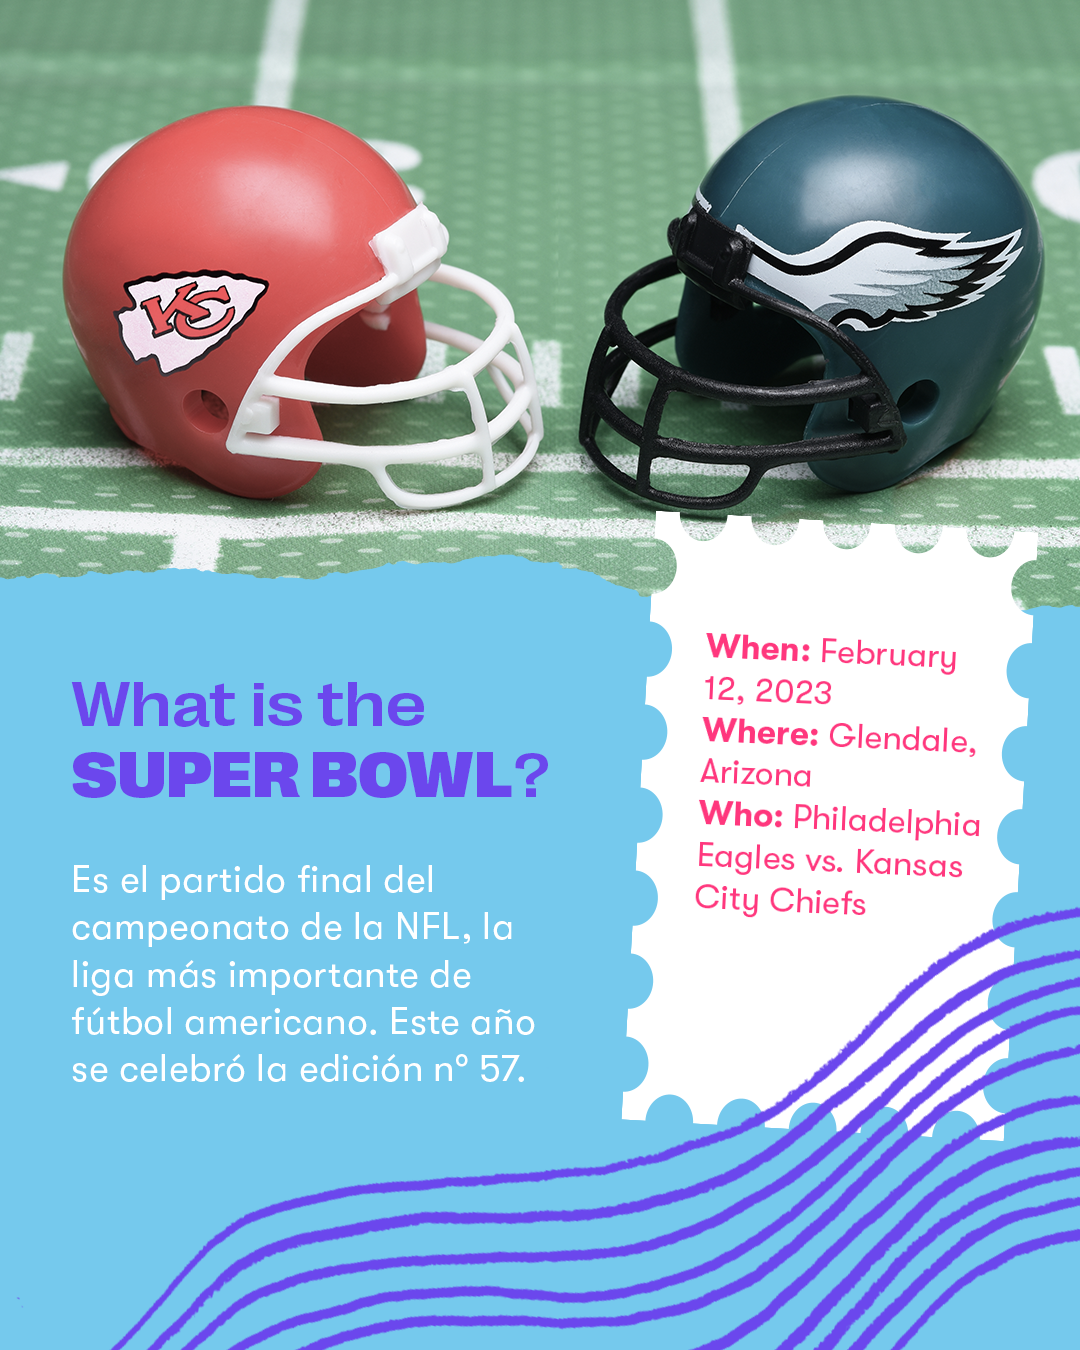 KC
What is the
SUPER BOWL?
Es el partido final del
campeonato de la NFL, la
liga más importante de
fútbol americano. Este año
se celebró la edición nº 57.
When: February
12, 2023
Where: Glendale,
Arizona
Who: Philadelphia
Eagles vs. Kansas
City Chiefs